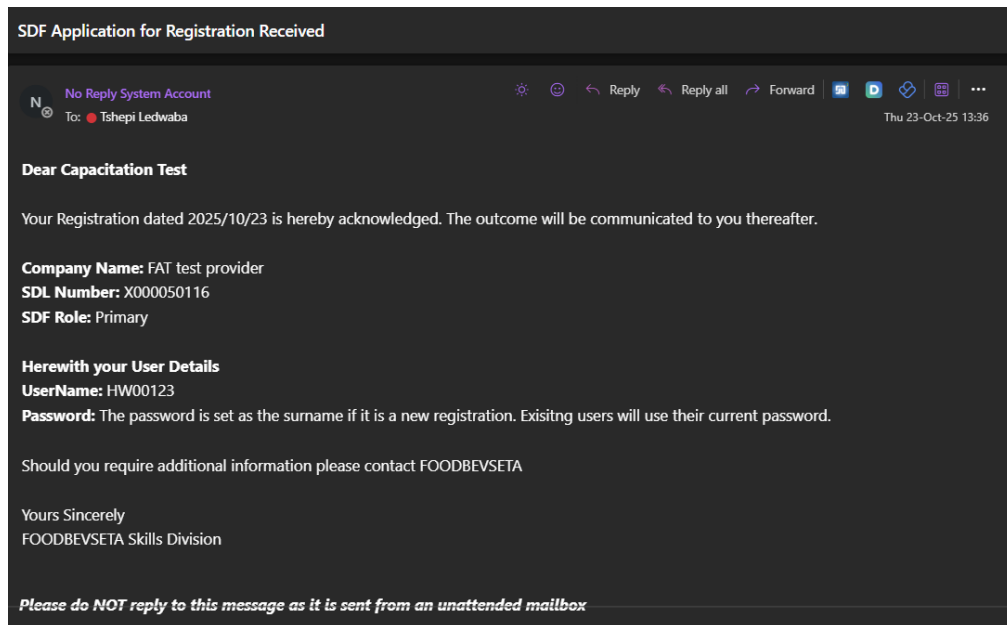 SDF Application for Registration Received
N
No Reply System Account
Reply
Reply all
Forward
To: Tshepi Ledwaba
Thu 23-Oct-25 13:36
Dear Capacitation Test
Your Registration dated 2025/10/23 is hereby acknowledged. The outcome will be communicated to you thereafter.
Company Name: FAT test provider
SDL Number: X000050116
SDF Role: Primary
Herewith your User Details
UserName: HW00123
Password: The password is set as the surname if it is a new registration. Exisitng users will use their current password.
Should you require additional information please contact FOODBEVSETA
Yours Sincerely
FOODBEVSETA Skills Division
Please do NOT reply to this message as it is sent from an unattended mailbox